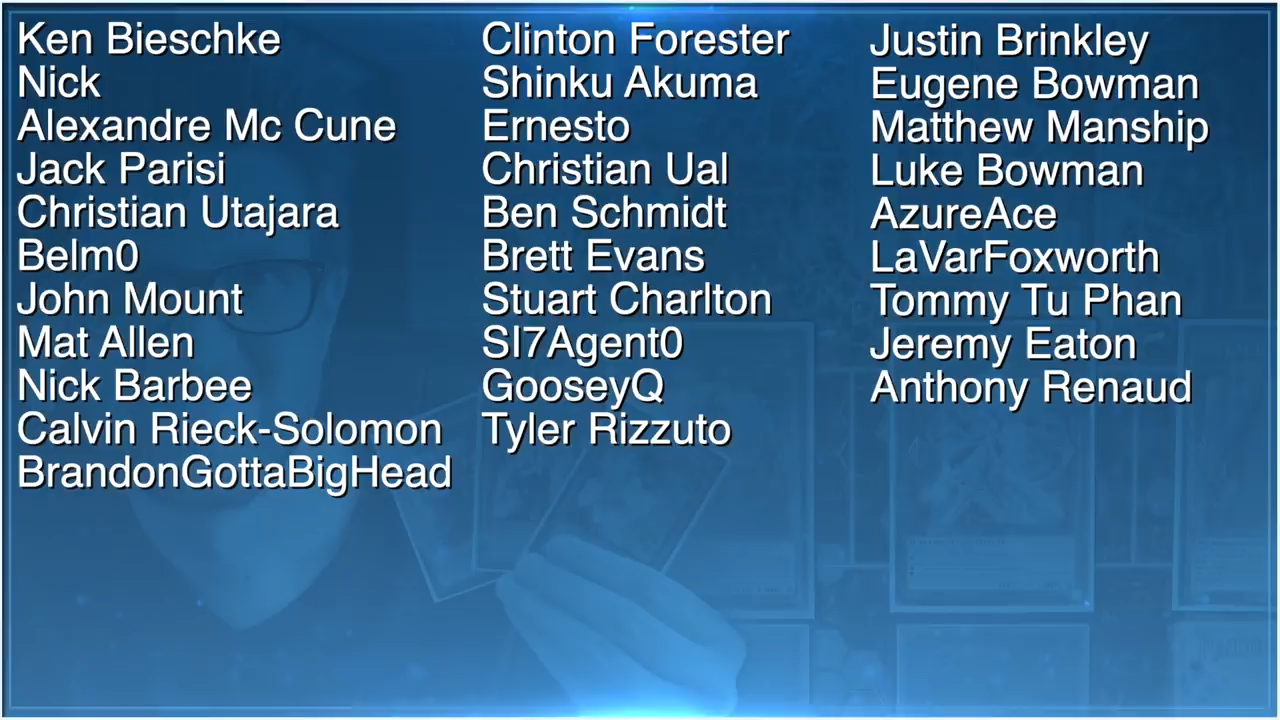 Ken Bieschke
Nick
Alexandre Mc Cune
Jack Parisi
Christian Utajara
Belm0
John Mount
Mat Allen
Nick Barbee
Calvin Rieck-Solomon
BrandonGottaBigHead
Clinton Forester
Shinku Akuma
Ernesto
Christian Ual
Ben Schmidt
Brett Evans
Stuart Charlton
SI7Agent0
GooseyQ
Tyler Rizzuto
Justin Brinkley
Eugene Bowman
Matthew Manship
Luke Bowman
AzureAce
LaVarFoxworth
Tommy Tu Phan
Jeremy Eaton
Anthony Renaud